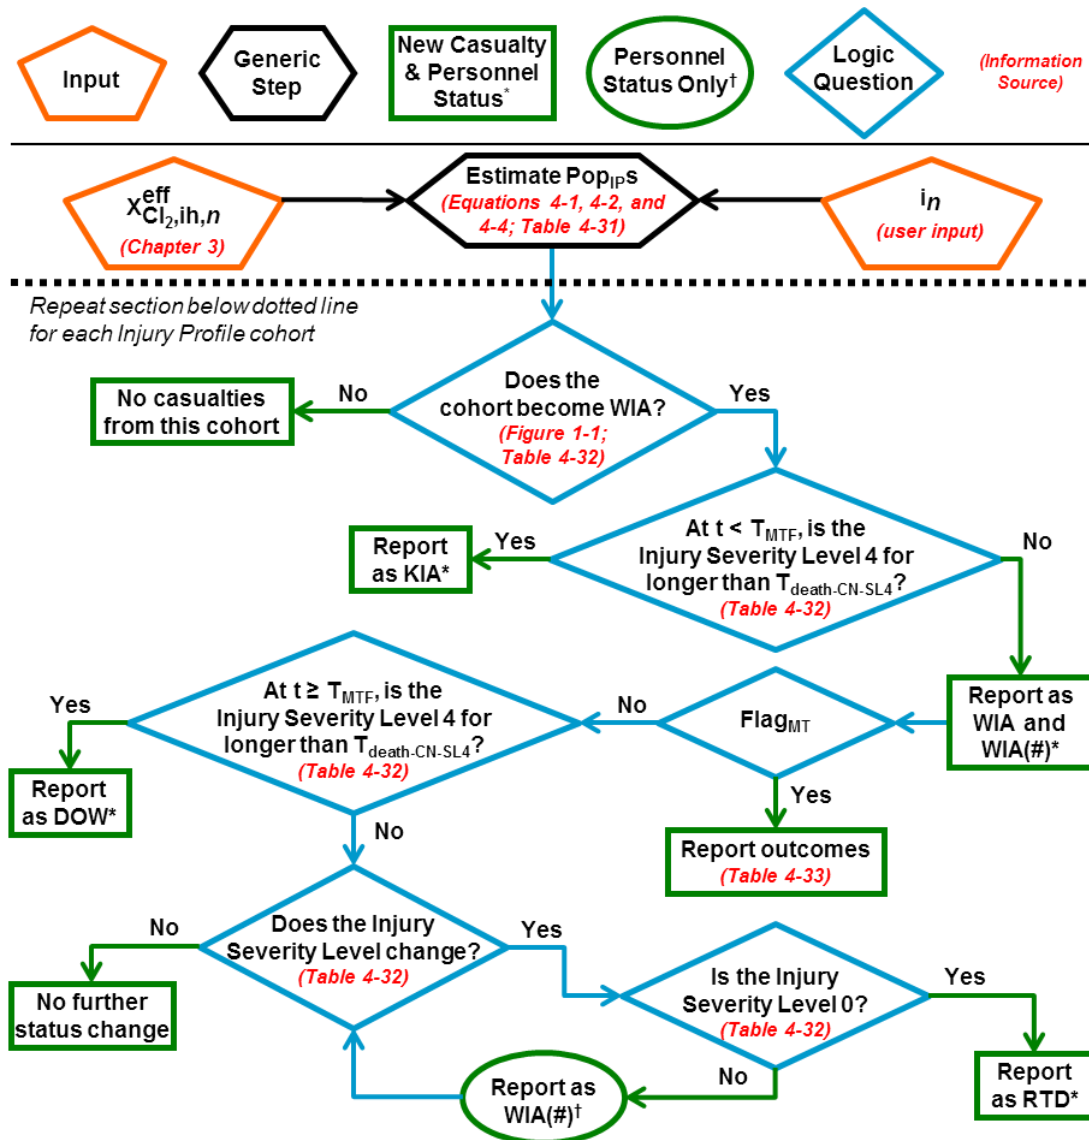 Input
Generic
Step
New Casualty
& Personnel
Status*
Personnel
Status Only†
Logic
Question
(Information
Source)
X^eff_Cl₂,ih,n
(Chapter 3)
Estimate Pop_IPs
(Equations 4-1, 4-2, and
4-4; Table 4-31)
i_n
(user input)
Repeat section below dotted line
for each Injury Profile cohort
Does the
cohort become WIA?
(Figure 1-1;
Table 4-32)
No
Yes
No casualties
from this cohort
At t < T_MTF, is the
Injury Severity Level 4 for
longer than T_death-CN-SL4?
(Table 4-32)
Yes
No
Report
as KIA*
Report as
WIA and
WIA(#)*
Flag_MT
No
Yes
Report outcomes
(Table 4-33)
At t ≥ T_MTF, is the
Injury Severity Level 4 for
longer than T_death-CN-SL4?
(Table 4-32)
Yes
No
Report
as DOW*
Does the Injury
Severity Level change?
(Table 4-32)
No
Yes
No further
status change
Is the Injury
Severity Level 0?
(Table 4-32)
Yes
No
Report as
WIA(#)†
Report
as RTD*